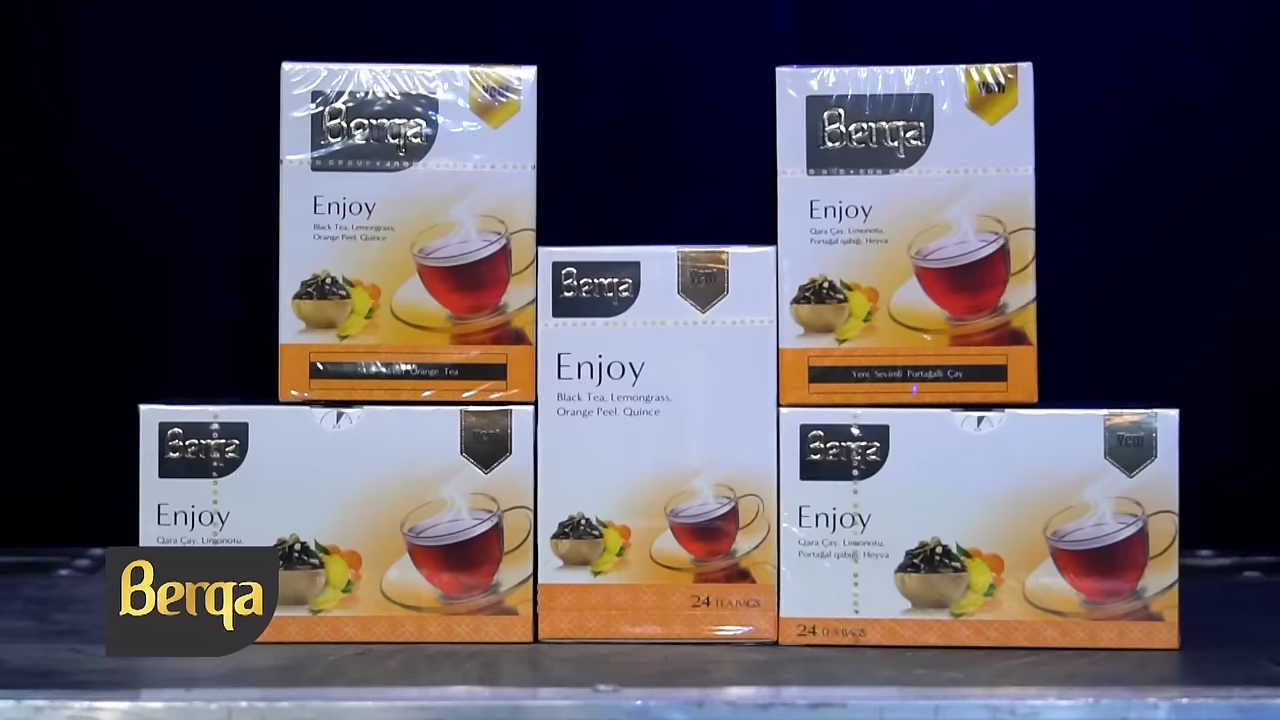 Yeni
Berqa
Enjoy
Black Tea, Lemongrass,
Orange Peel, Quince
Orange Tea
Yeni
Berqa
Enjoy
Qara Çay, Limonotu,
Portağal qabığı, Heyva
Yeni Sevimli Portağallı Çay
Berqa
Yeni
Enjoy
Black Tea, Lemongrass,
Orange Peel, Quince
24 TEA BAGS
Berqa
Yeni
Enjoy
Qara Çay, Limonotu,
Berqa
Yeni
Enjoy
Qara Çay, Limonotu,
Portağal qabığı, Heyva
24 TEA BAGS
Berqa